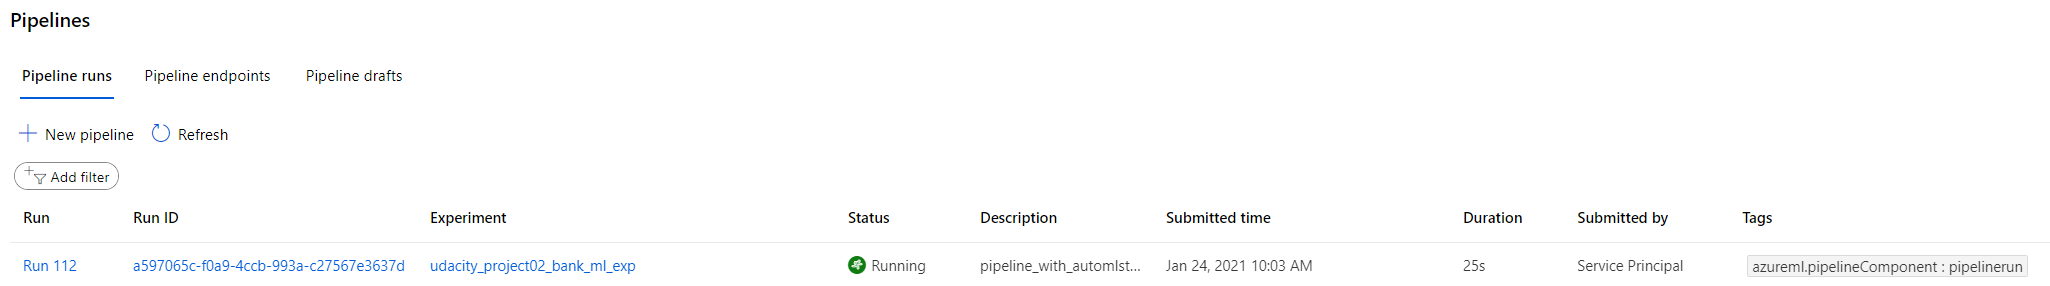 Pipelines
Pipeline runs Pipeline endpoints Pipeline drafts
New pipeline Refresh
Add filter
Run Run ID Experiment Status Description Submitted time Duration Submitted by Tags
Run 112 a597065c-f0a9-4ccb-993a-c27567e3637d udacity_project02_bank_ml_exp Running pipeline_with_automlst... Jan 24, 2021 10:03 AM 25s Service Principal azureml.pipelineComponent : pipelinerun